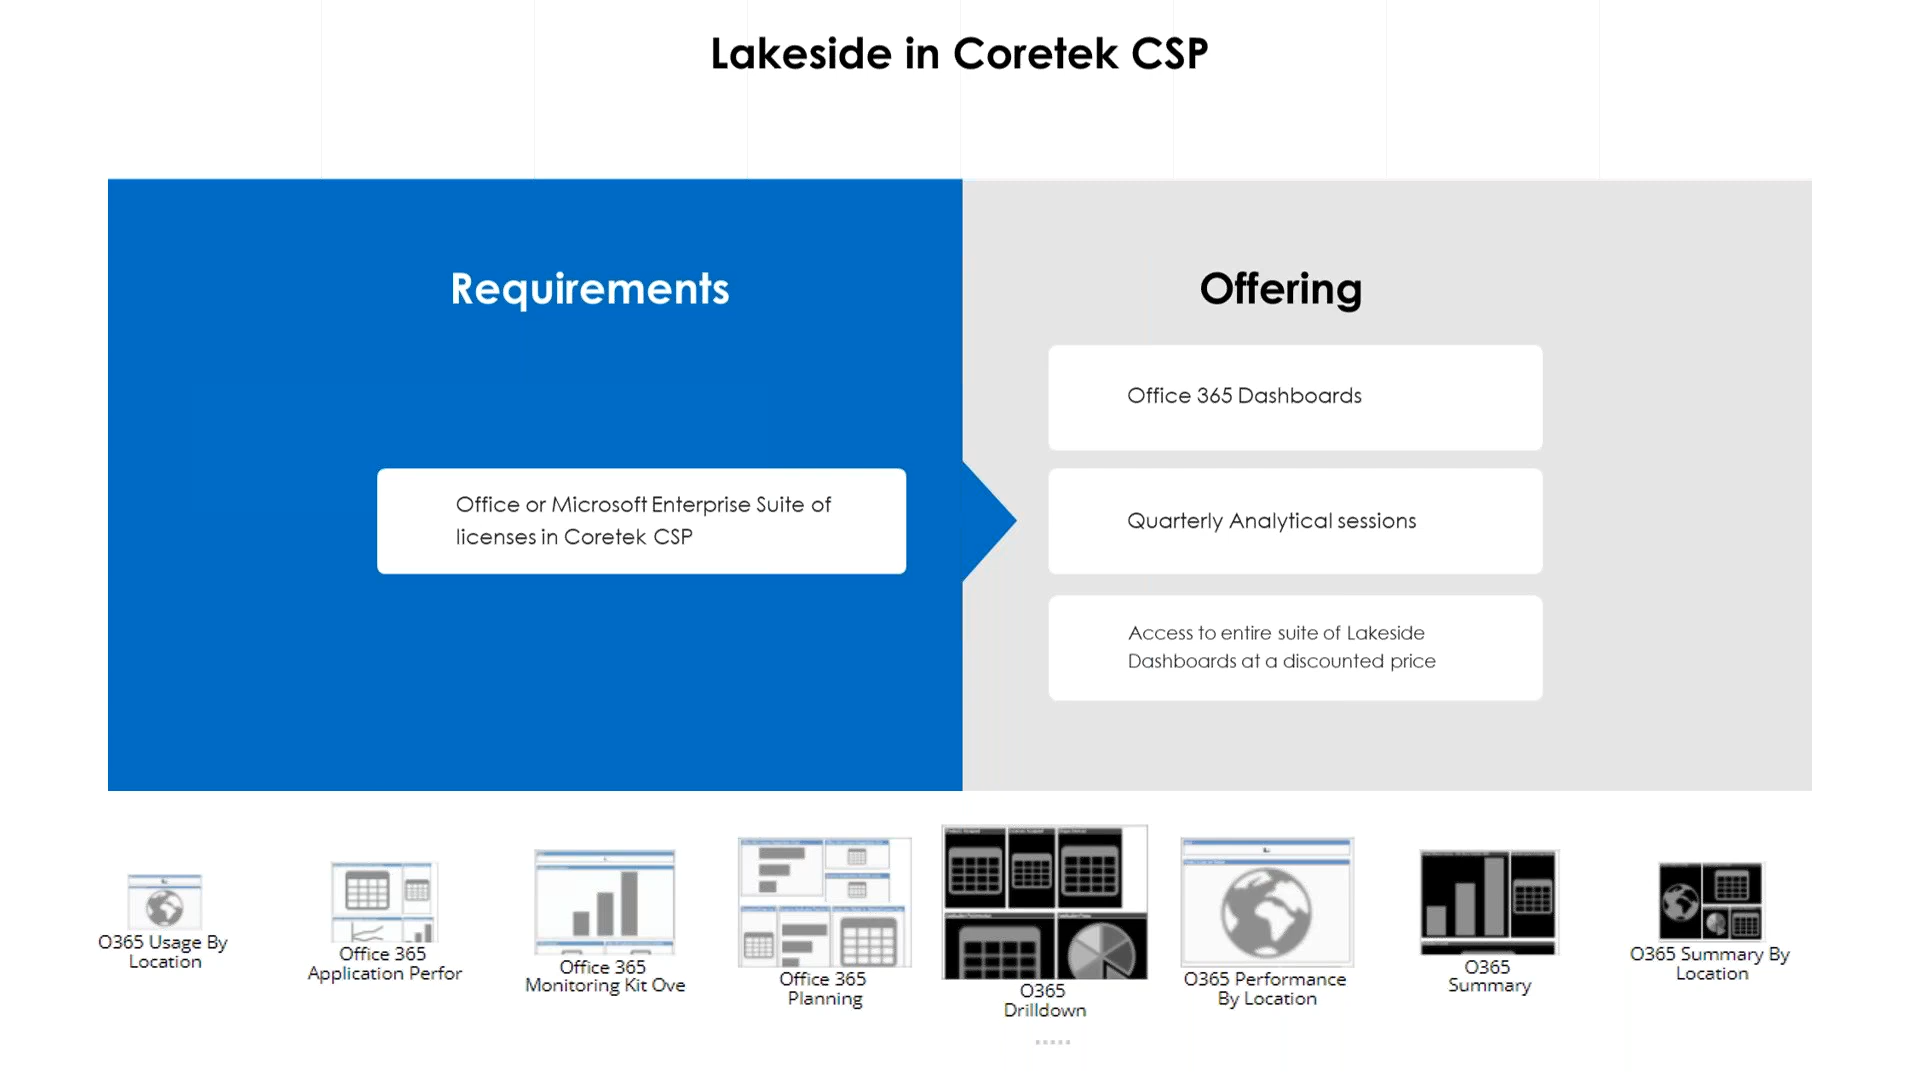 Lakeside in Coretek CSP
Requirements
Office or Microsoft Enterprise Suite of
licenses in Coretek CSP
Offering
Office 365 Dashboards
Quarterly Analytical sessions
Access to entire suite of Lakeside
Dashboards at a discounted price
O365 Usage By
Location
Office 365
Application Perfor
Office 365
Monitoring Kit Ove
Office 365
Planning
O365
Drilldown
O365 Performance
By Location
O365
Summary
O365 Summary By
Location